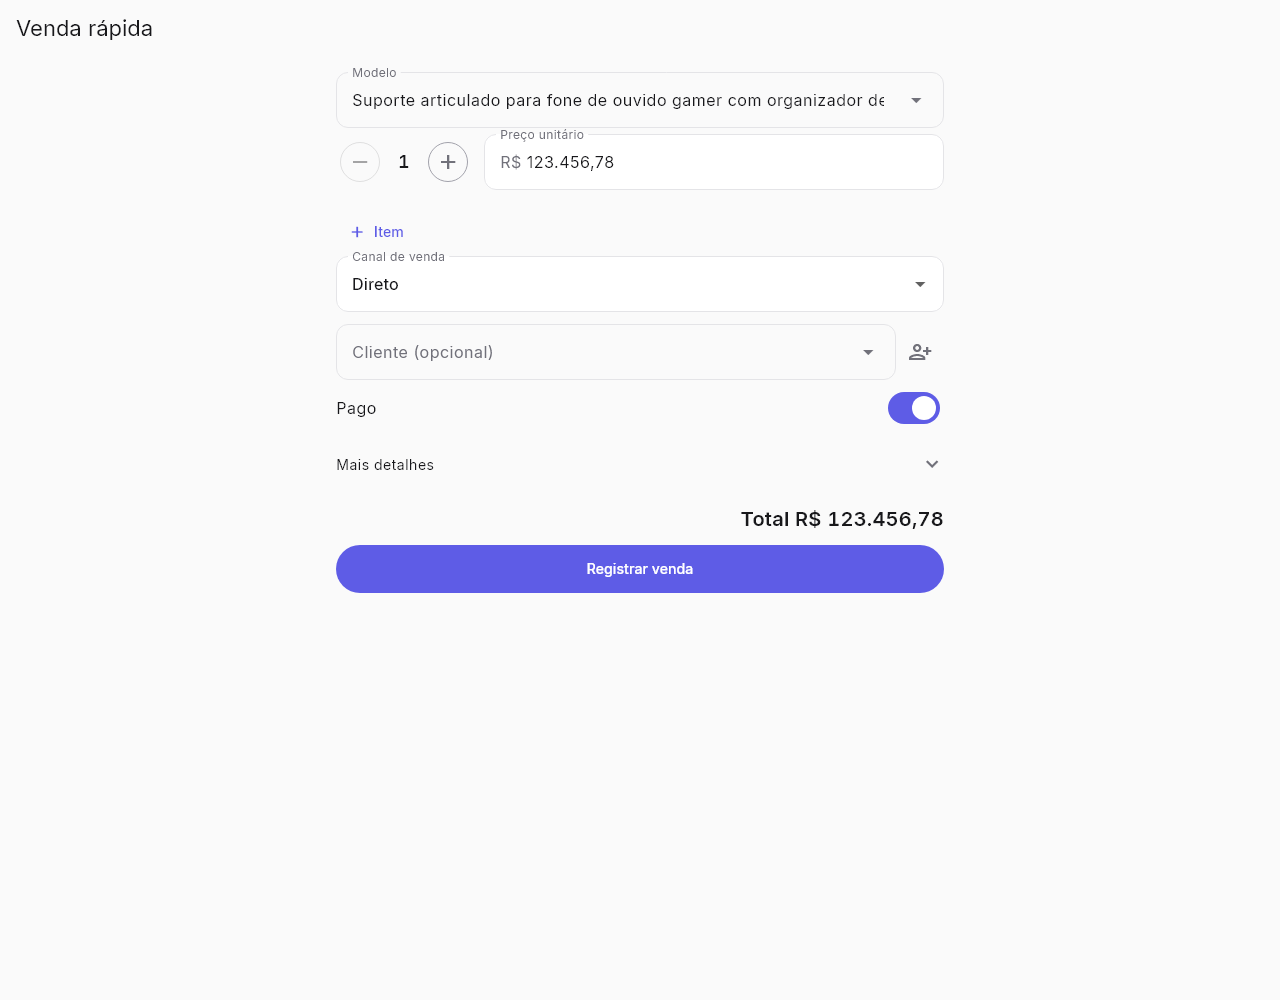 Venda rápida
Modelo
Suporte articulado para fone de ouvido gamer com organizador de
1
Preço unitário
R$ 123.456,78
+ Item
Canal de venda
Direto
Cliente (opcional)
Pago
Mais detalhes
Total R$ 123.456,78
Registrar venda